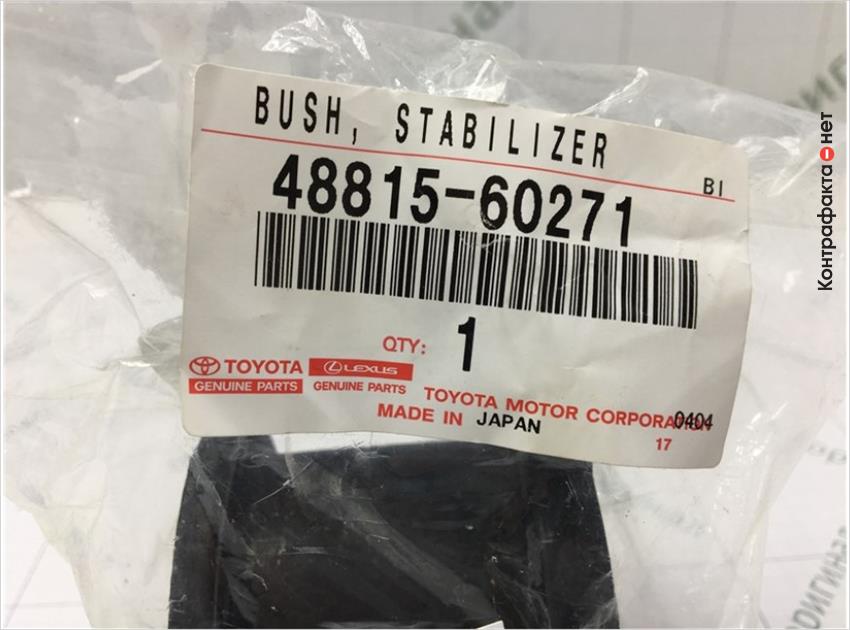 BUSH, STABILIZER
BI
48815-60271
QTY: 1
TOYOTA
GENUINE PARTS
LEXUS
GENUINE PARTS
TOYOTA MOTOR CORPORATION
0404
MADE IN JAPAN
17
Контрафакта нет